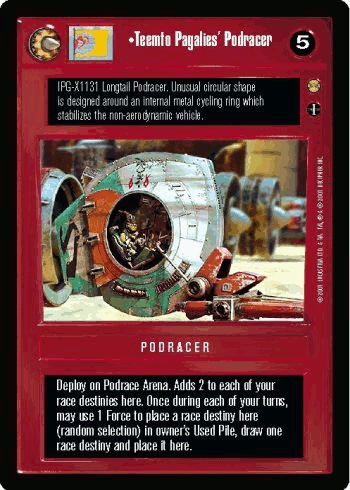 •Teemto Pagalies' Podracer
5
IPG-X1131 Longtail Podracer. Unusual circular shape
is designed around an internal metal cycling ring which
stabilizes the non-aerodynamic vehicle.
PODRACER
Deploy on Podrace Arena. Adds 2 to each of your
race destinies here. Once during each of your turns,
may use 1 Force to place a race destiny here
(random selection) in owner's Used Pile, draw one
race destiny and place it here.